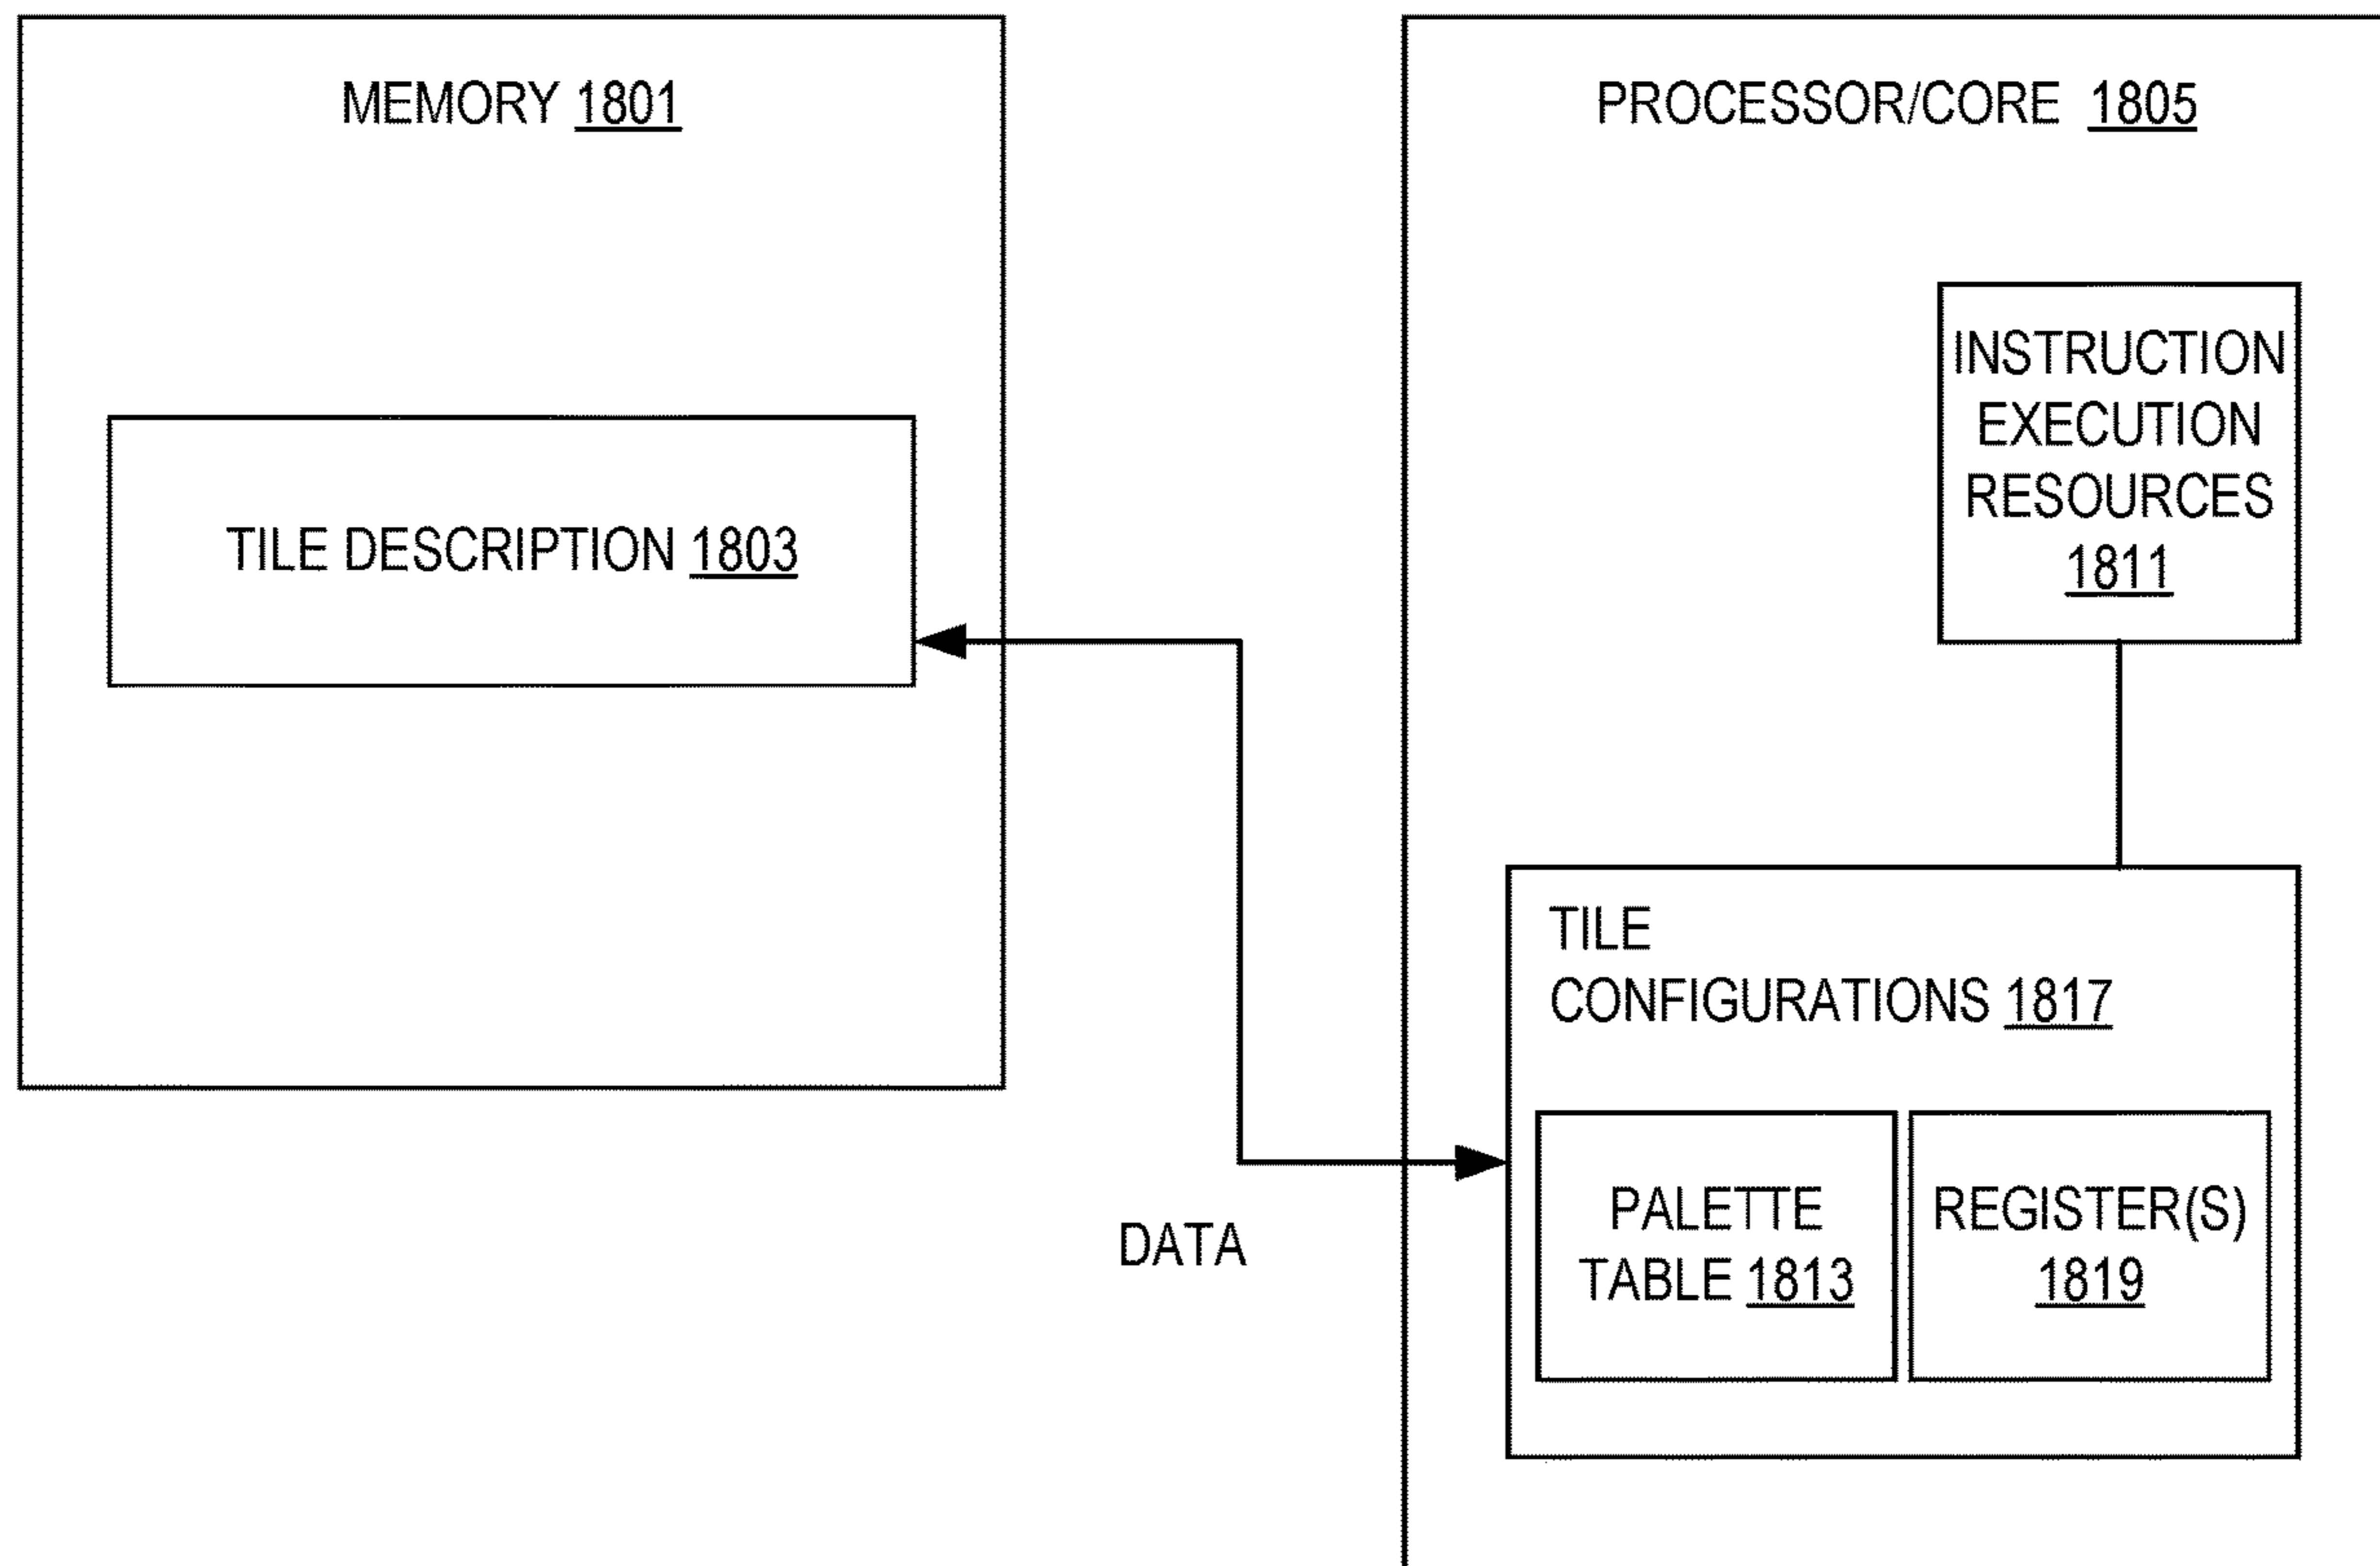 MEMORY 1801
PROCESSOR/CORE 1805
INSTRUCTION
EXECUTION
RESOURCES
1811
TILE DESCRIPTION 1803
TILE
CONFIGURATIONS 1817
DATA
PALETTE
TABLE 1813
REGISTER(S)
1819